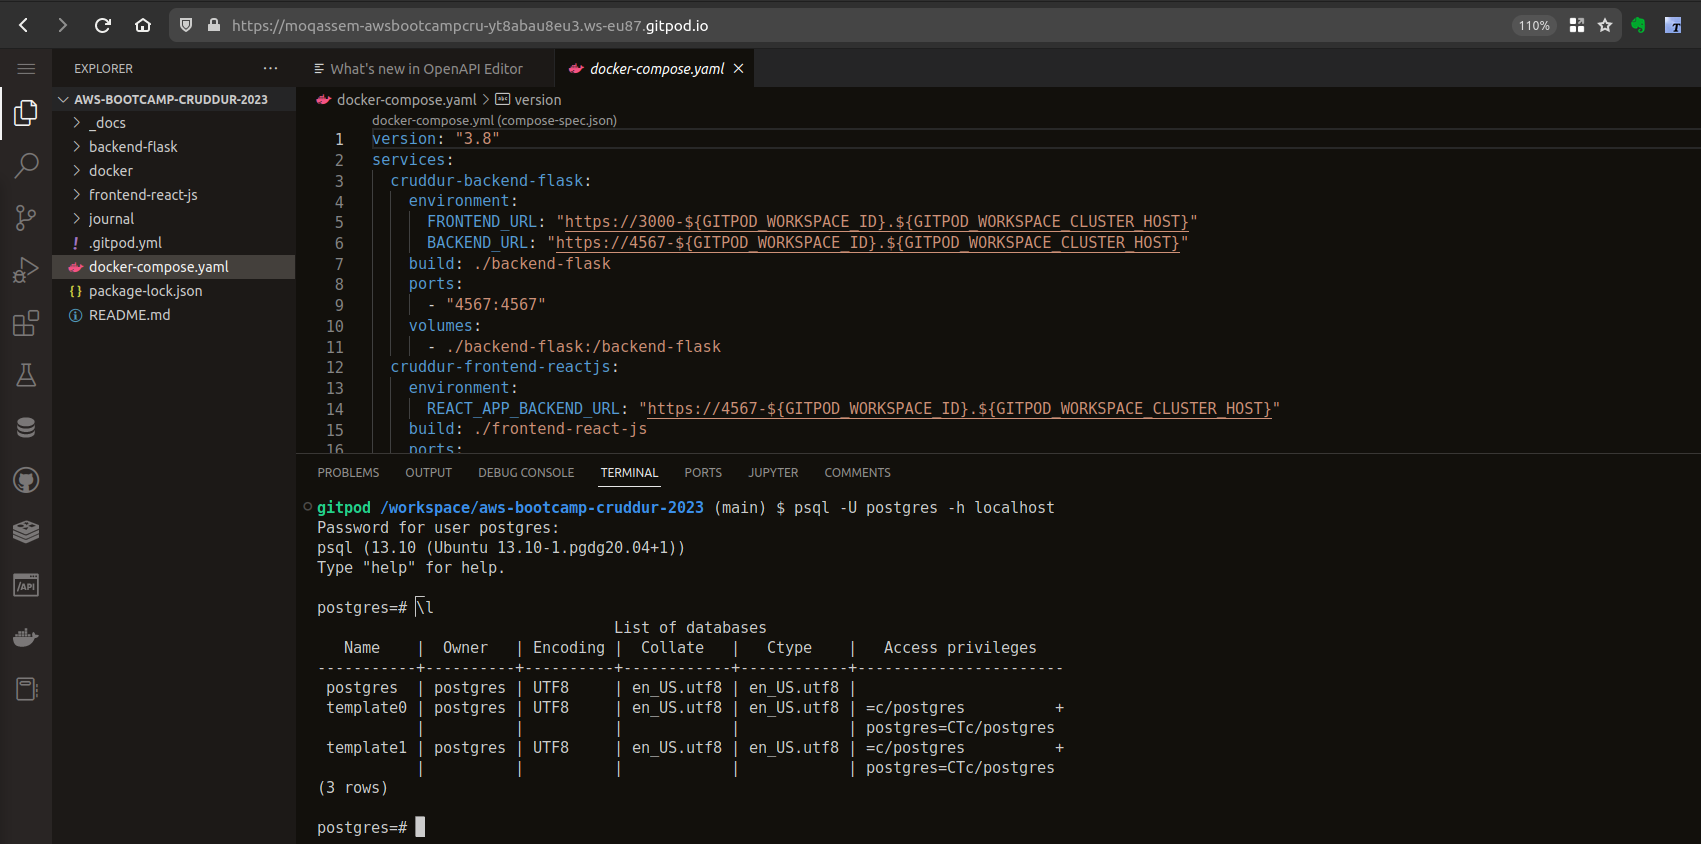 https://moqassem-awsbootcampcru-yt8abau8eu3.ws-eu87.gitpod.io
110%
EXPLORER
AWS-BOOTCAMP-CRUDDUR-2023
_docs
backend-flask
docker
frontend-react-js
journal
.gitpod.yml
docker-compose.yaml
package-lock.json
README.md
What's new in OpenAPI Editor
docker-compose.yaml
docker-compose.yaml > version
docker-compose.yml (compose-spec.json)
1 version: "3.8"
2 services:
3 cruddur-backend-flask:
4 environment:
5 FRONTEND_URL: "https://3000-${GITPOD_WORKSPACE_ID}.${GITPOD_WORKSPACE_CLUSTER_HOST}"
6 BACKEND_URL: "https://4567-${GITPOD_WORKSPACE_ID}.${GITPOD_WORKSPACE_CLUSTER_HOST}"
7 build: ./backend-flask
8 ports:
9 - "4567:4567"
10 volumes:
11 - ./backend-flask:/backend-flask
12 cruddur-frontend-reactjs:
13 environment:
14 REACT_APP_BACKEND_URL: "https://4567-${GITPOD_WORKSPACE_ID}.${GITPOD_WORKSPACE_CLUSTER_HOST}"
15 build: ./frontend-react-js
16 ports:
PROBLEMS OUTPUT DEBUG CONSOLE TERMINAL PORTS JUPYTER COMMENTS
gitpod /workspace/aws-bootcamp-cruddur-2023 (main) $ psql -U postgres -h localhost
Password for user postgres:
psql (13.10 (Ubuntu 13.10-1.pgdg20.04+1))
Type "help" for help.
postgres=# \l
List of databases
Name | Owner | Encoding | Collate | Ctype | Access privileges
-----------+----------+----------+------------+------------+-----------------------
postgres | postgres | UTF8 | en_US.utf8 | en_US.utf8 |
template0 | postgres | UTF8 | en_US.utf8 | en_US.utf8 | =c/postgres +
| | | | | postgres=CTc/postgres
template1 | postgres | UTF8 | en_US.utf8 | en_US.utf8 | =c/postgres +
| | | | | postgres=CTc/postgres
(3 rows)
postgres=#
/API